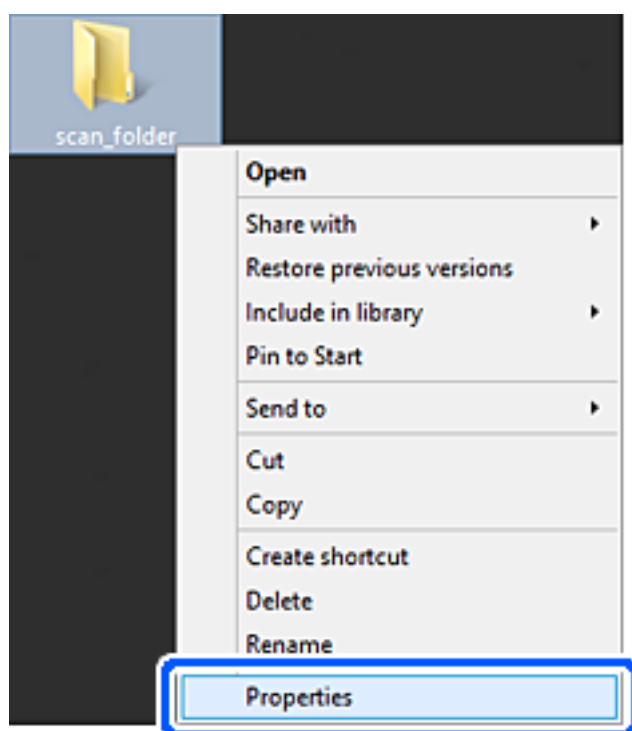 scan_folder
Open
Share with
Restore previous versions
Include in library
Pin to Start
Send to
Cut
Copy
Create shortcut
Delete
Rename
Properties